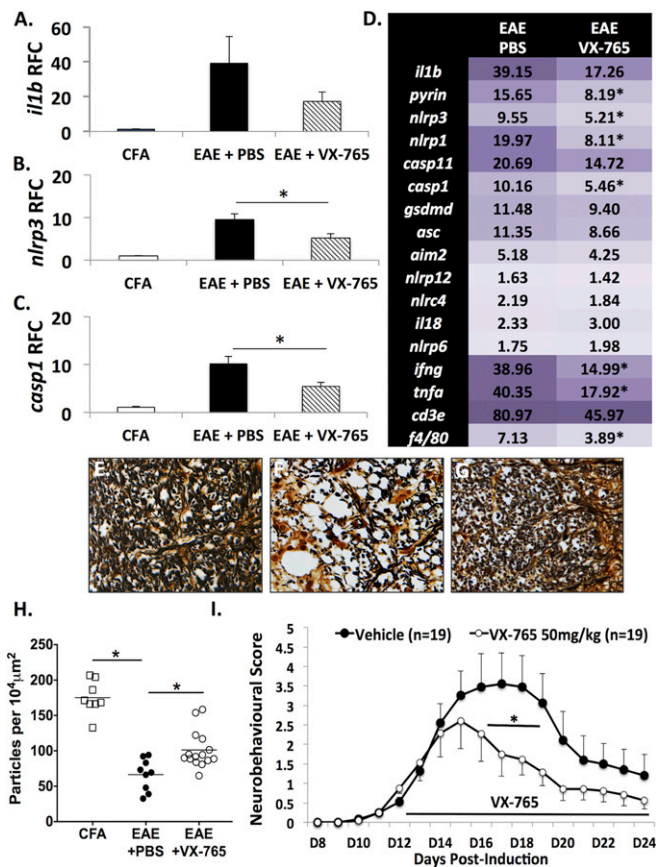 A.
il1b RFC
60
40
20
0
CFA
EAE + PBS
EAE + VX-765
B.
nlrp3 RFC
20
10
0
*
CFA
EAE + PBS
EAE + VX-765
C.
casp1 RFC
20
10
0
*
CFA
EAE + PBS
EAE + VX-765
D.
EAE PBS EAE VX-765
il1b 39.15 17.26
pyrin 15.65 8.19*
nlrp3 9.55 5.21*
nlrp1 19.97 8.11*
casp11 20.69 14.72
casp1 10.16 5.46*
gsdmd 11.48 9.40
asc 11.35 8.66
aim2 5.18 4.25
nlrp12 1.63 1.42
nlrc4 2.19 1.84
il18 2.33 3.00
nlrp6 1.75 1.98
ifng 38.96 14.99*
tnfa 40.35 17.92*
cd3e 80.97 45.97
f4/80 7.13 3.89*
E.
F.
G.
H.
Particles per 10⁴μm²
200
150
100
50
0
250
*
*
CFA
EAE +PBS
EAE +VX-765
I.
Neurobehavioural Score
Vehicle (n=19)
VX-765 50mg/kg (n=19)
5
4.5
4
3.5
3
2.5
2
1.5
1
0.5
0
*
VX-765
D8 D10 D12 D14 D16 D18 D20 D22 D24
Days Post-Induction